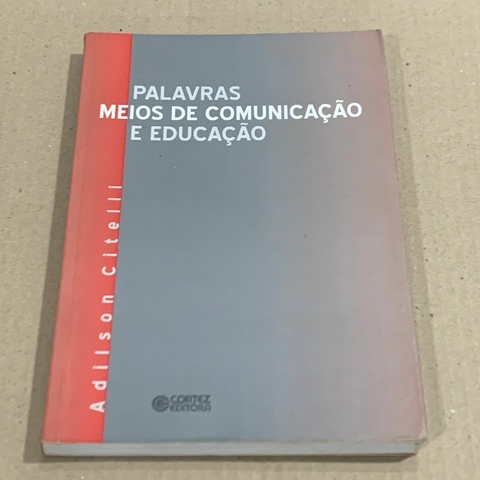 PALAVRAS
MEIOS DE COMUNICAÇÃO
E EDUCAÇÃO
Adilson Citelli
CORTEZ
EDITORA